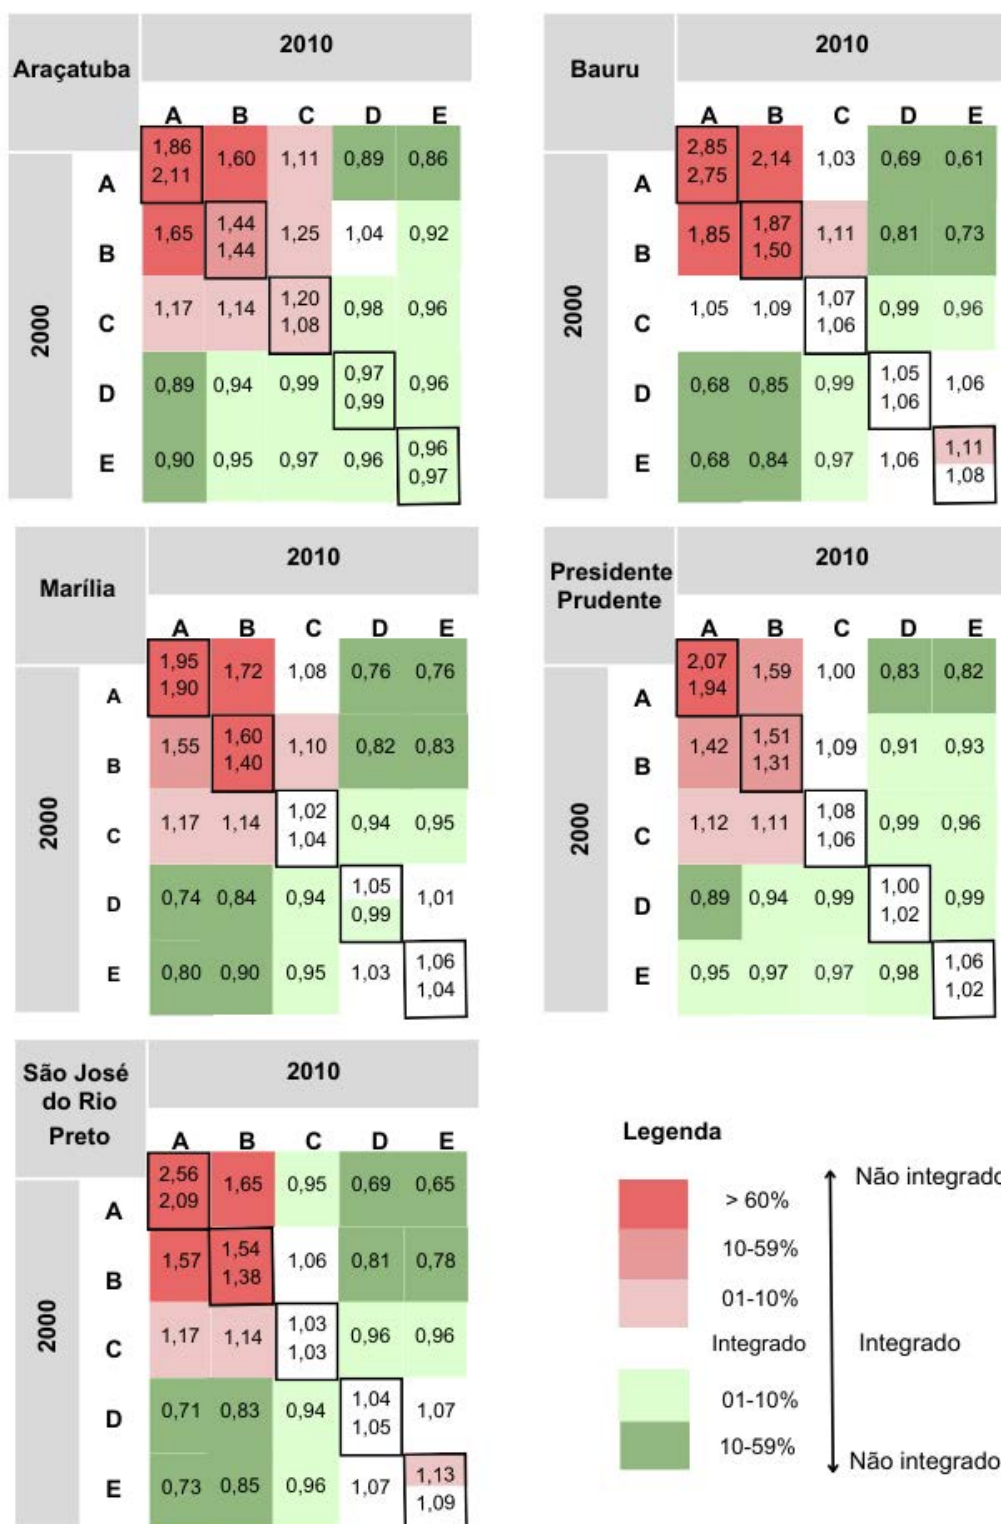 2010
Araçatuba
A B C D E
1,86
2,11
1,60 1,11 0,89 0,86
A
1,65
1,44
1,44
1,25 1,04 0,92
B
1,17 1,14
1,20
1,08
0,98 0,96
C
2000
0,89 0,94 0,99
0,97
0,99
0,96
D
0,90 0,95 0,97 0,96
0,96
0,97
E
2010
Bauru
A B C D E
2,85
2,75
2,14 1,03 0,69 0,61
A
1,85
1,87
1,50
1,11 0,81 0,73
B
1,05 1,09
1,07
1,06
0,99 0,96
C
2000
0,68 0,85 0,99
1,05
1,06
1,06
D
0,68 0,84 0,97 1,06
1,11
1,08
E
2010
Marília
A B C D E
1,95
1,90
1,72 1,08 0,76 0,76
A
1,55
1,60
1,40
1,10 0,82 0,83
B
1,17 1,14
1,02
1,04
0,94 0,95
C
2000
0,74 0,84 0,94
1,05
0,99
1,01
D
0,80 0,90 0,95 1,03
1,06
1,04
E
2010
Presidente
Prudente
A B C D E
2,07
1,94
1,59 1,00 0,83 0,82
A
1,42
1,51
1,31
1,09 0,91 0,93
B
1,12 1,11
1,08
1,06
0,99 0,96
C
2000
0,89 0,94 0,99
1,00
1,02
0,99
D
0,95 0,97 0,97 0,98
1,06
1,02
E
2010
São José
do Rio
Preto
A B C D E
2,56
2,09
1,65 0,95 0,69 0,65
A
1,57
1,54
1,38
1,06 0,81 0,78
B
1,17 1,14
1,03
1,03
0,96 0,96
C
2000
0,71 0,83 0,94
1,04
1,05
1,07
D
0,73 0,85 0,96 1,07
1,13
1,09
E
Legenda
> 60%
10-59%
01-10%
Integrado
01-10%
10-59%
Não integrado
Integrado
Não integrado